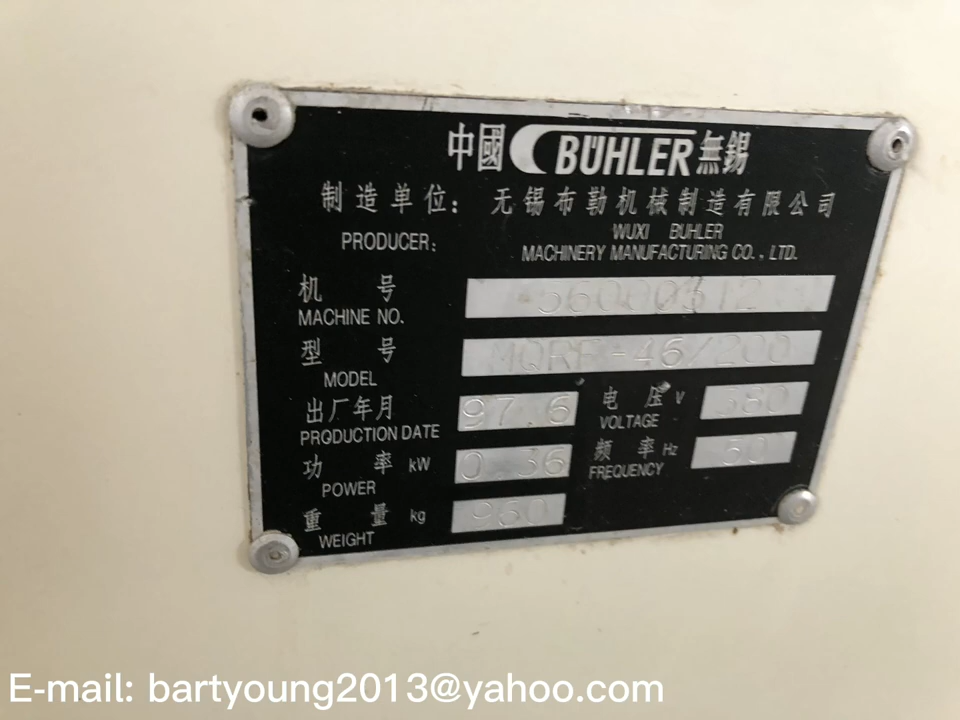 中國 BÜHLER 無錫
制造单位: 无锡布勒机械制造有限公司
PRODUCER: WUXI BUHLER
MACHINERY MANUFACTURING CO., LTD.
机 号 56000312
MACHINE NO.
型 号 MQRF-46/200
MODEL
出厂年月 97.6 电 压 V 380
PRODUCTION DATE VOLTAGE
功 率 kW 0.36 频 率 Hz 50
POWER FREQUENCY
重 量 kg 960
WEIGHT
E-mail: bartyoung2013@yahoo.com